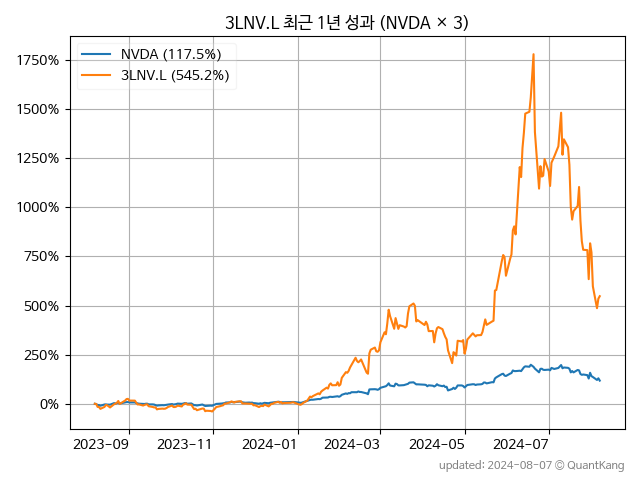 3LNV.L 최근 1년 성과 (NVDA × 3)
NVDA (117.5%)
3LNV.L (545.2%)
1750%
1500%
1250%
1000%
750%
500%
250%
0%
2023-09 2023-11 2024-01 2024-03 2024-05 2024-07
updated: 2024-08-07 © QuantKang